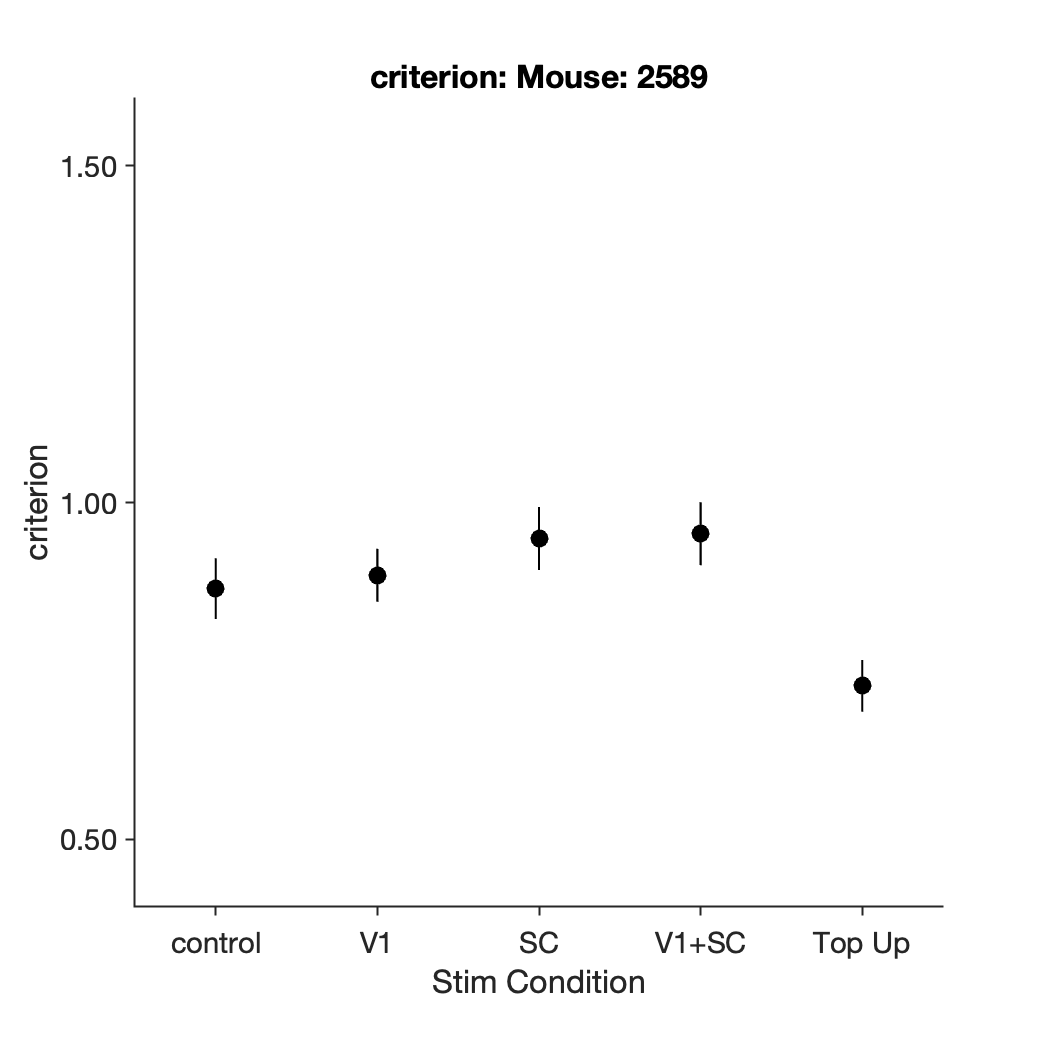 criterion: Mouse: 2589
1.50
1.00
0.50
criterion
control
V1
SC
V1+SC
Top Up
Stim Condition